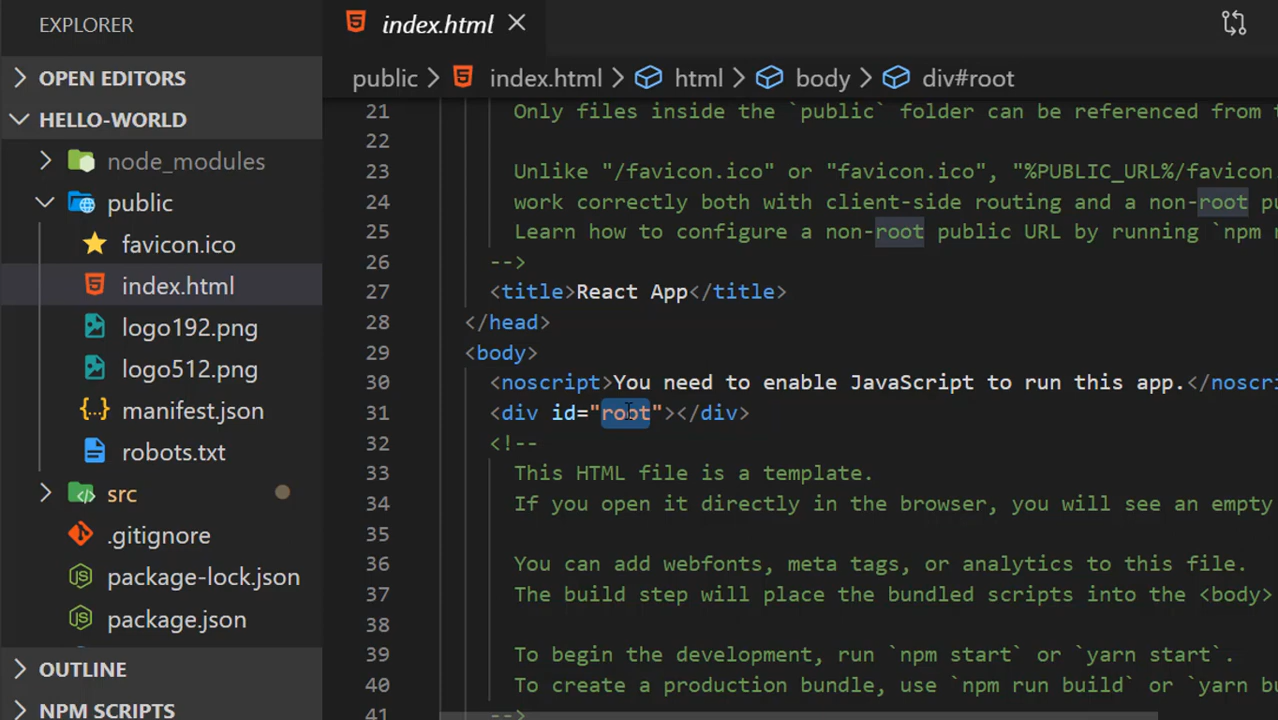 EXPLORER
OPEN EDITORS
HELLO-WORLD
node_modules
public
favicon.ico
index.html
logo192.png
logo512.png
manifest.json
robots.txt
src
.gitignore
package-lock.json
package.json
OUTLINE
NPM SCRIPTS
index.html
public > index.html > html > body > div#root
21 Only files inside the `public` folder can be referenced from
22
23 Unlike "/favicon.ico" or "favicon.ico", "%PUBLIC_URL%/favicon.
24 work correctly both with client-side routing and a non-root pu
25 Learn how to configure a non-root public URL by running `npm
26 -->
27 <title>React App</title>
28 </head>
29 <body>
30 <noscript>You need to enable JavaScript to run this app.</noscri
31 <div id="root"></div>
32 <!--
33 This HTML file is a template.
34 If you open it directly in the browser, you will see an empty
35
36 You can add webfonts, meta tags, or analytics to this file.
37 The build step will place the bundled scripts into the <body>
38
39 To begin the development, run `npm start` or `yarn start`.
40 To create a production bundle, use `npm run build` or `yarn bu
41 -->